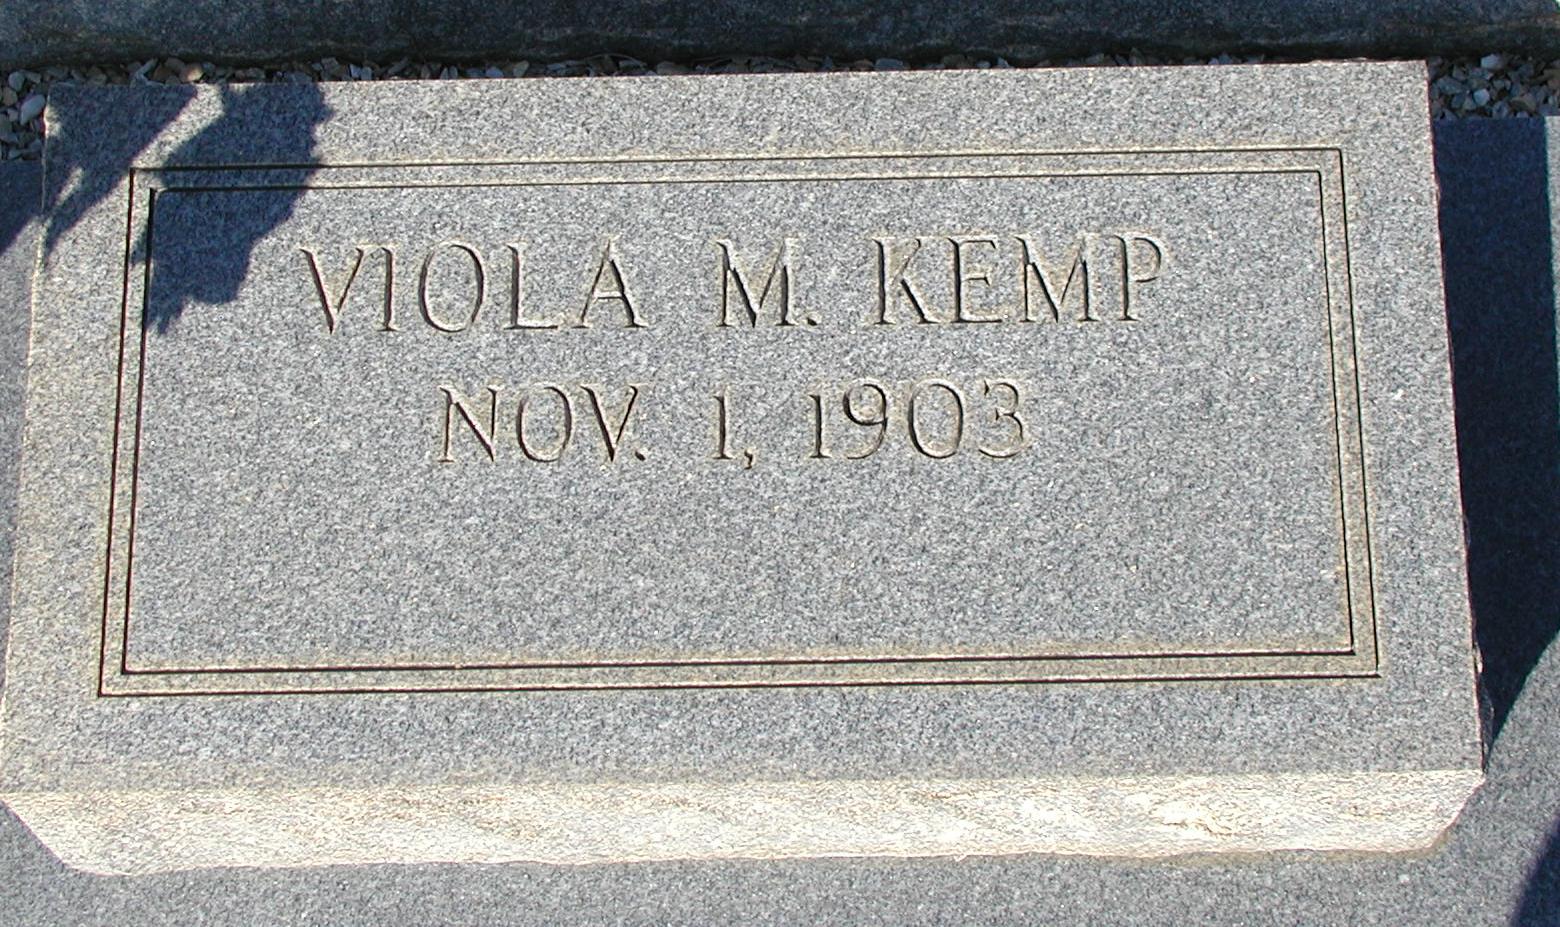 VIOLA M. KEMP
NOV. 1, 1903